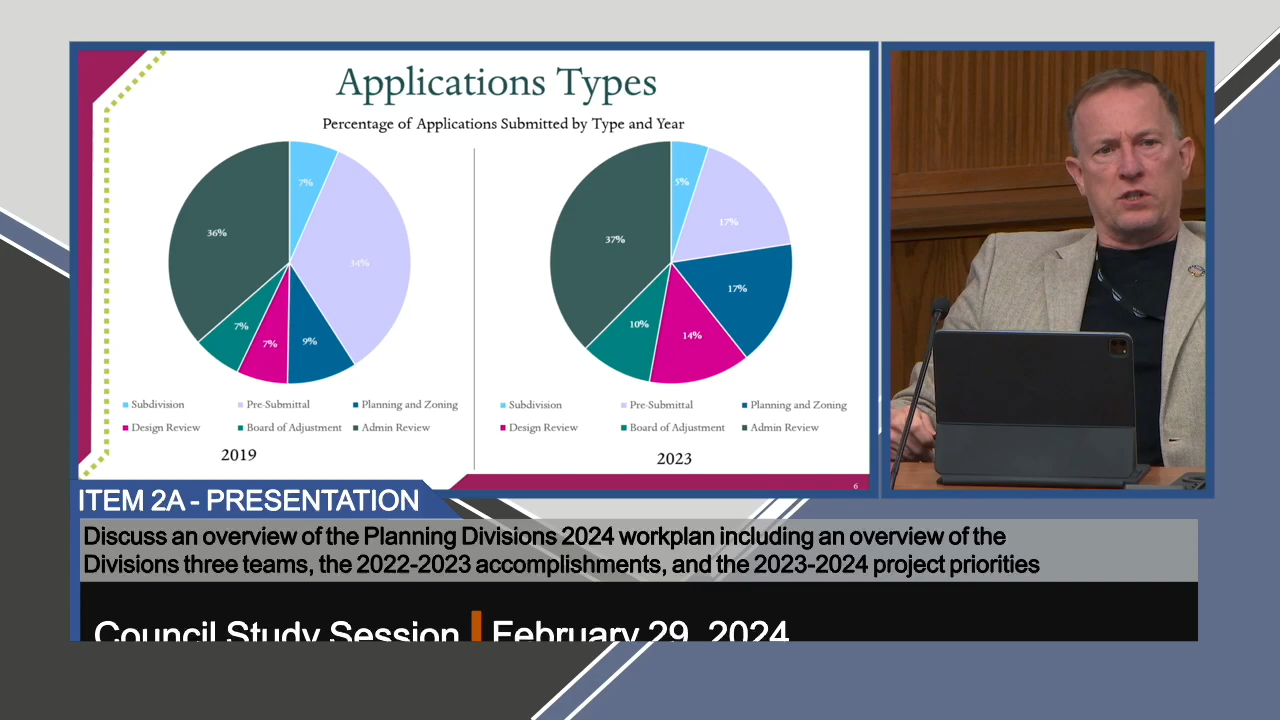 Applications Types
Percentage of Applications Submitted by Type and Year
7%
34%
9%
7%
7%
36%
Subdivision
Pre-Submittal
Planning and Zoning
Design Review
Board of Adjustment
Admin Review
2019
5%
17%
17%
14%
10%
37%
Subdivision
Pre-Submittal
Planning and Zoning
Design Review
Board of Adjustment
Admin Review
2023
6
ITEM 2A - PRESENTATION
Discuss an overview of the Planning Divisions 2024 workplan including an overview of the
Divisions three teams, the 2022-2023 accomplishments, and the 2023-2024 project priorities
Council Study Session
February 29, 2024